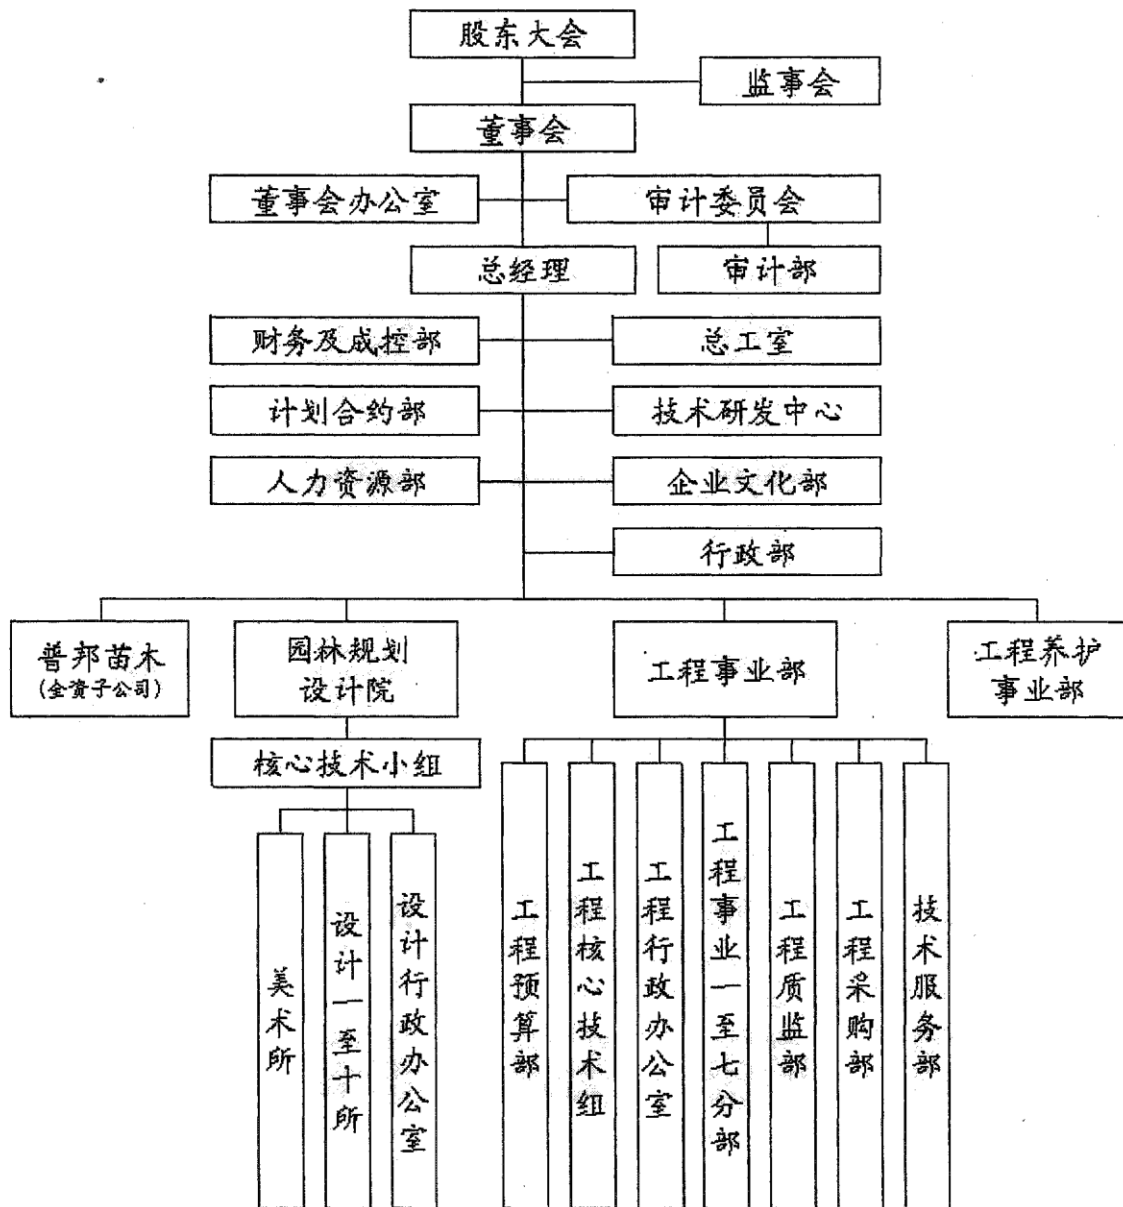 股东大会
监事会
董事会
董事会办公室
审计委员会
总经理
审计部
财务及成控部
总工室
计划合约部
技术研发中心
人力资源部
企业文化部
行政部
普邦苗木
(全资子公司)
园林规划
设计院
工程事业部
工程养护
事业部
核心技术小组
美术所
设计一至十所
设计行政办公室
工程预算部
工程核心技术组
工程行政办公室
工程事业一至七分部
工程质监部
工程采购部
技术服务部